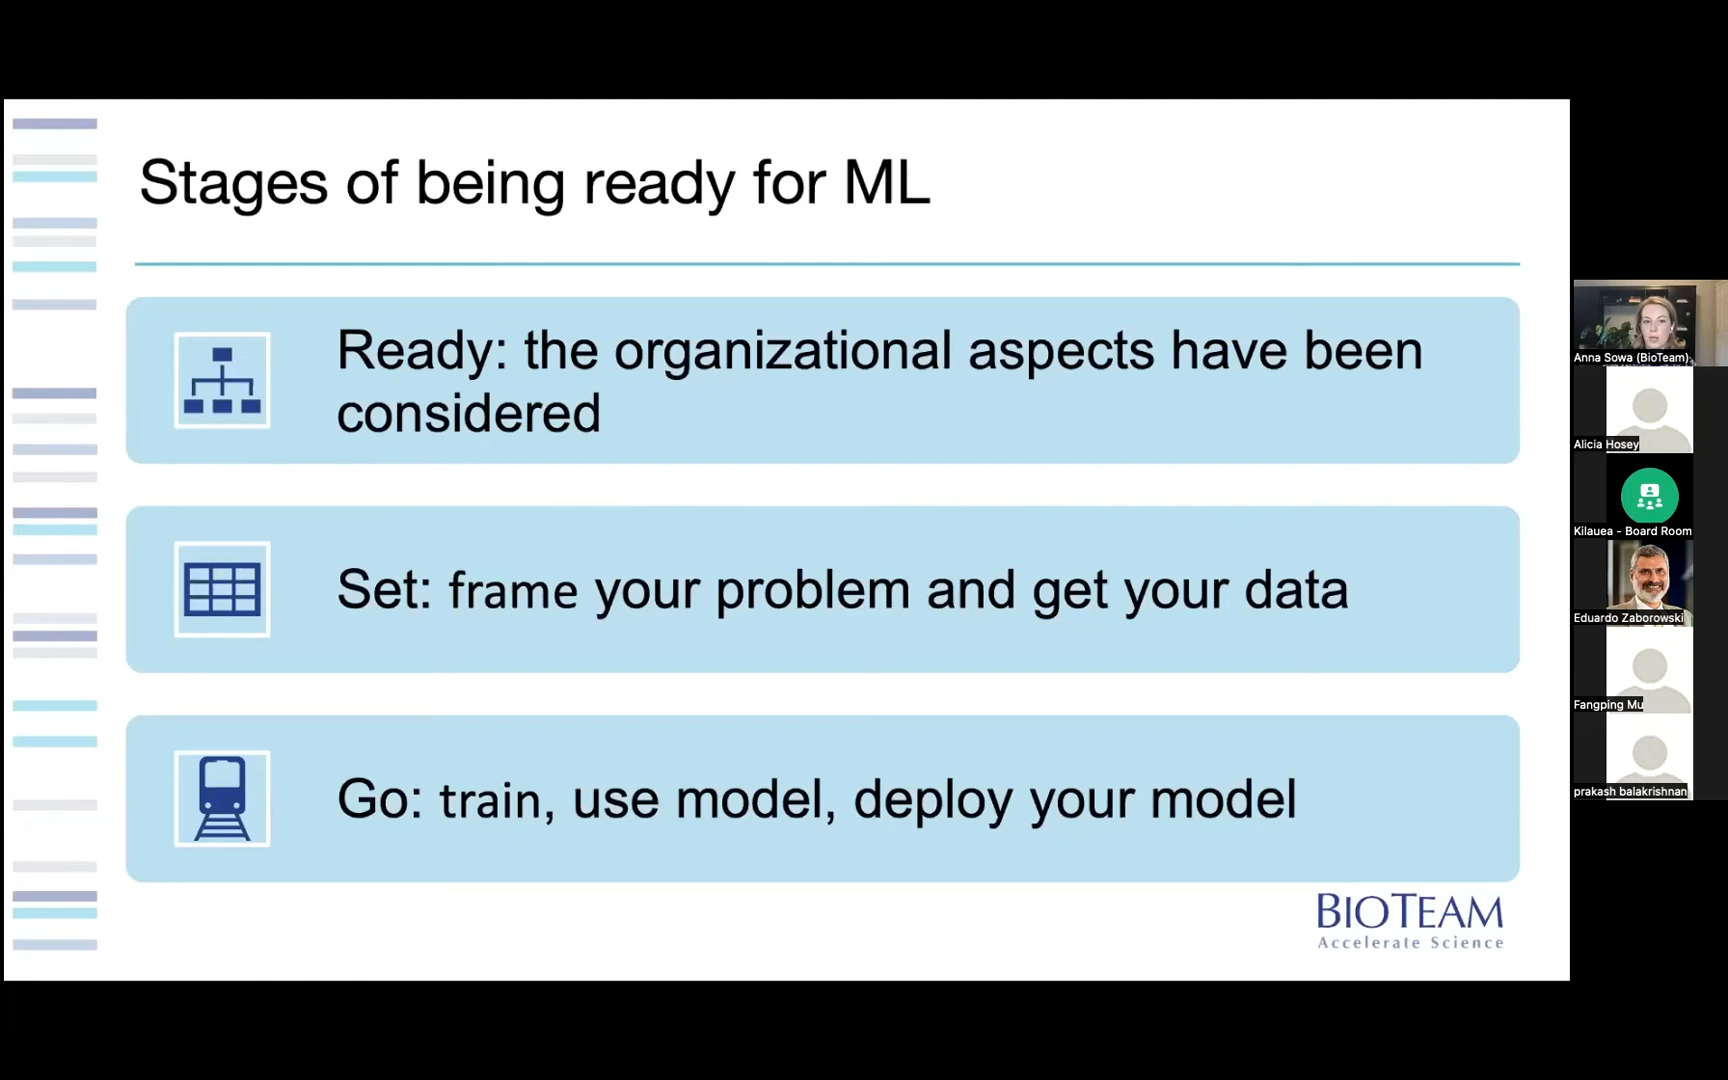 Stages of being ready for ML
Ready: the organizational aspects have been
considered
Set: frame your problem and get your data
Go: train, use model, deploy your model
BIOTEAM
Accelerate Science
Anna Sowa (BioTeam)
Alicia Hosey
Kilauea - Board Room
Eduardo Zaborowski
Fangping Mu
prakash balakrishnan